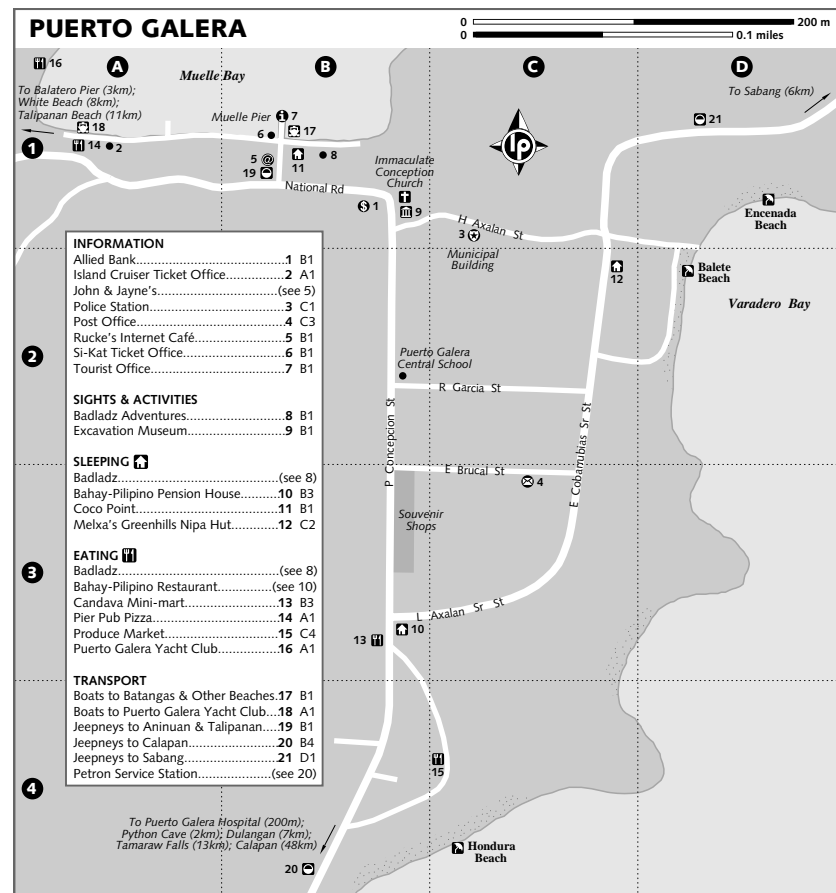 PUERTO GALERA
0 200 m
0 0.1 miles
A B C D
16
Muelle Bay
To Balatero Pier (3km);
White Beach (8km);
Talipanan Beach (11km)
To Sabang (6km)
18
Muelle Pier 7
6 17
21
1
14 2
5 @
11
8
19
Immaculate
Conception
Church
lp
National Rd
$ 1
9
H Axalan St
3
Municipal
Building
Encenada
Beach
12
Balete
Beach
Varadero Bay
INFORMATION
Allied Bank 1 B1
Island Cruiser Ticket Office 2 A1
John & Jayne's (see 5)
Police Station 3 C1
Post Office 4 C3
Rucke's Internet Café 5 B1
Si-Kat Ticket Office 6 B1
Tourist Office 7 B1
SIGHTS & ACTIVITIES
Badladz Adventures 8 B1
Excavation Museum 9 B1
SLEEPING
Badladz (see 8)
Bahay-Pilipino Pension House 10 B3
Coco Point 11 B1
Melxa's Greenhills Nipa Hut 12 C2
EATING
Badladz (see 8)
Bahay-Pilipino Restaurant (see 10)
Candava Mini-mart 13 B3
Pier Pub Pizza 14 A1
Produce Market 15 C4
Puerto Galera Yacht Club 16 A1
TRANSPORT
Boats to Batangas & Other Beaches 17 B1
Boats to Puerto Galera Yacht Club 18 A1
Jeepneys to Aninuan & Talipanan 19 B1
Jeepneys to Calapan 20 B4
Jeepneys to Sabang 21 D1
Petron Service Station (see 20)
2
Puerto Galera
Central School
R Garcia St
P Concepcion St
E Cobarrubias Sr St
E Brucal St
4
Souvenir
Shops
3
L Axalan Sr St
13
10
15
4
To Puerto Galera Hospital (200m);
Python Cave (2km); Dulangan (7km);
Tamaraw Falls (13km); Calapan (48km)
20
Hondura
Beach